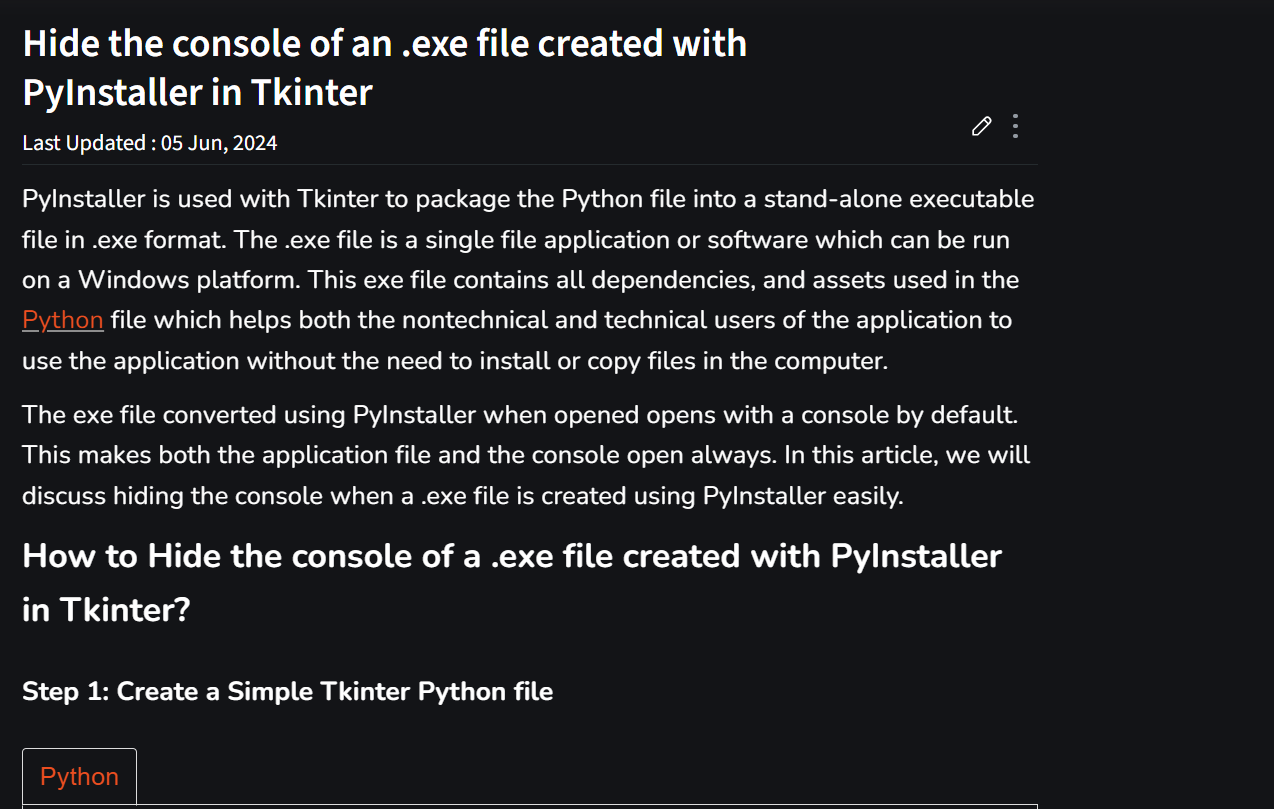 Hide the console of an .exe file created with
PyInstaller in Tkinter
Last Updated : 05 Jun, 2024
PyInstaller is used with Tkinter to package the Python file into a stand-alone executable
file in .exe format. The .exe file is a single file application or software which can be run
on a Windows platform. This exe file contains all dependencies, and assets used in the
Python file which helps both the nontechnical and technical users of the application to
use the application without the need to install or copy files in the computer.
The exe file converted using PyInstaller when opened opens with a console by default.
This makes both the application file and the console open always. In this article, we will
discuss hiding the console when a .exe file is created using PyInstaller easily.
How to Hide the console of a .exe file created with PyInstaller
in Tkinter?
Step 1: Create a Simple Tkinter Python file
Python